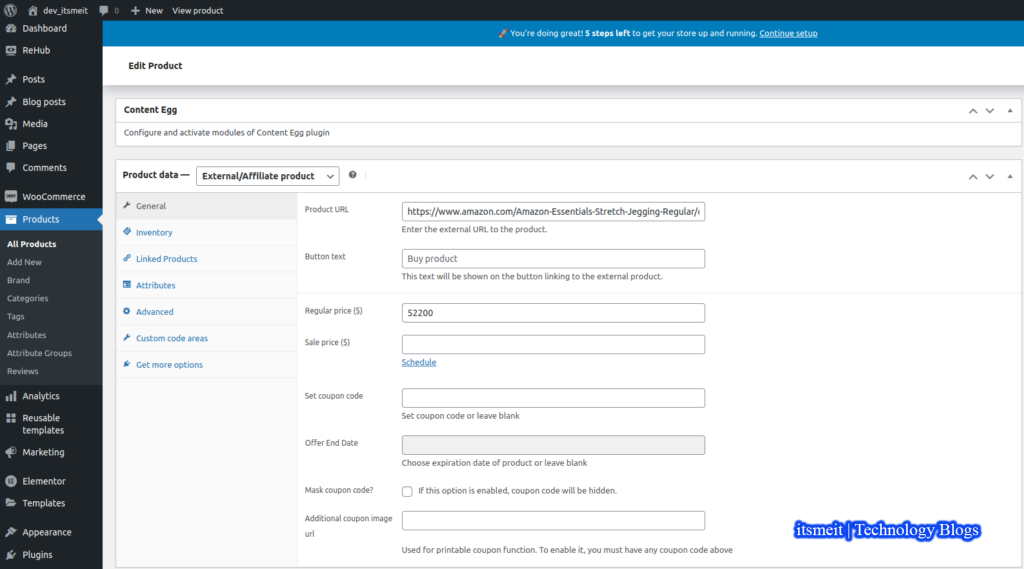 dev_itsmeit 0 New View product
Dashboard
ReHub
Posts
Blog posts
Media
Pages
Comments
WooCommerce
Products
All Products
Add New
Brand
Categories
Tags
Attributes
Attribute Groups
Reviews
Analytics
Reusable
templates
Marketing
Elementor
Templates
Appearance
Plugins
🚀 You're doing great! 5 steps left to get your store up and running. Continue setup
Edit Product
Content Egg
Configure and activate modules of Content Egg plugin
Product data — External/Affiliate product
General
Inventory
Linked Products
Attributes
Advanced
Custom code areas
Get more options
Product URL https://www.amazon.com/Amazon-Essentials-Stretch-Jegging-Regular/
Enter the external URL to the product.
Button text Buy product
This text will be shown on the button linking to the external product.
Regular price ($) 52200
Sale price ($)
Schedule
Set coupon code
Set coupon code or leave blank
Offer End Date
Choose expiration date of product or leave blank
Mask coupon code? If this option is enabled, coupon code will be hidden.
Additional coupon image
url
Used for printable coupon function. To enable it, you must have any coupon code above
itsmeit | Technology Blogs